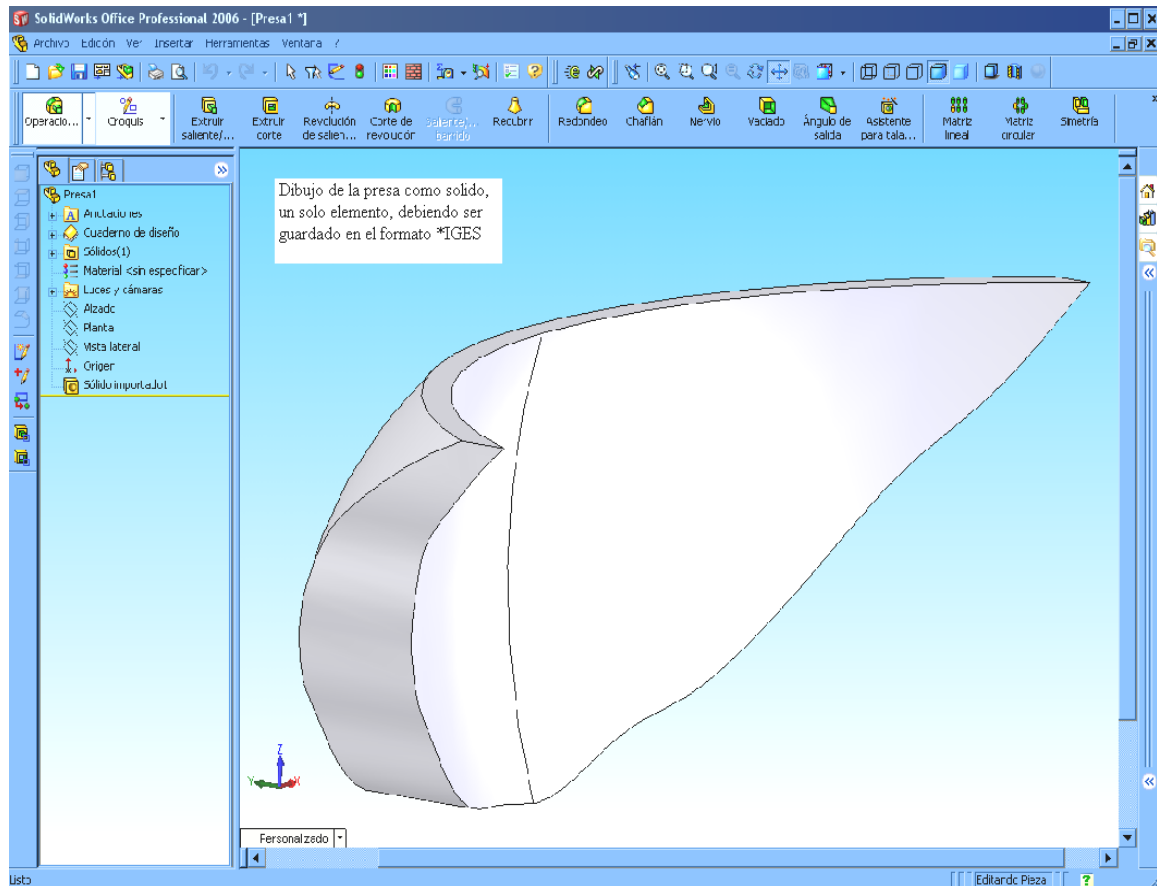 SolidWorks Office Professional 2006 - [Presa1 *]
Archivo Edición Ver Insertar Herramientas Ventana ?
Operacio... Croquis Extruir saliente/... Extruir corte Revolución de salien... Corte de revolución Saliente/... barrido Recubrir Redondeo Chaflán Nervio Vaciado Ángulo de salida Asistente para tala... Matriz lineal Matriz circular Simetría
Presa1
Anotaciones
Cuaderno de diseño
Sólidos(1)
Material <sin especificar>
Luces y cámaras
Alzado
Planta
Vista lateral
Origen
Sólido importado1
Dibujo de la presa como solido,
un solo elemento, debiendo ser
guardado en el formato *IGES
Z
Y X
Personalizado
Listo Editando Pieza